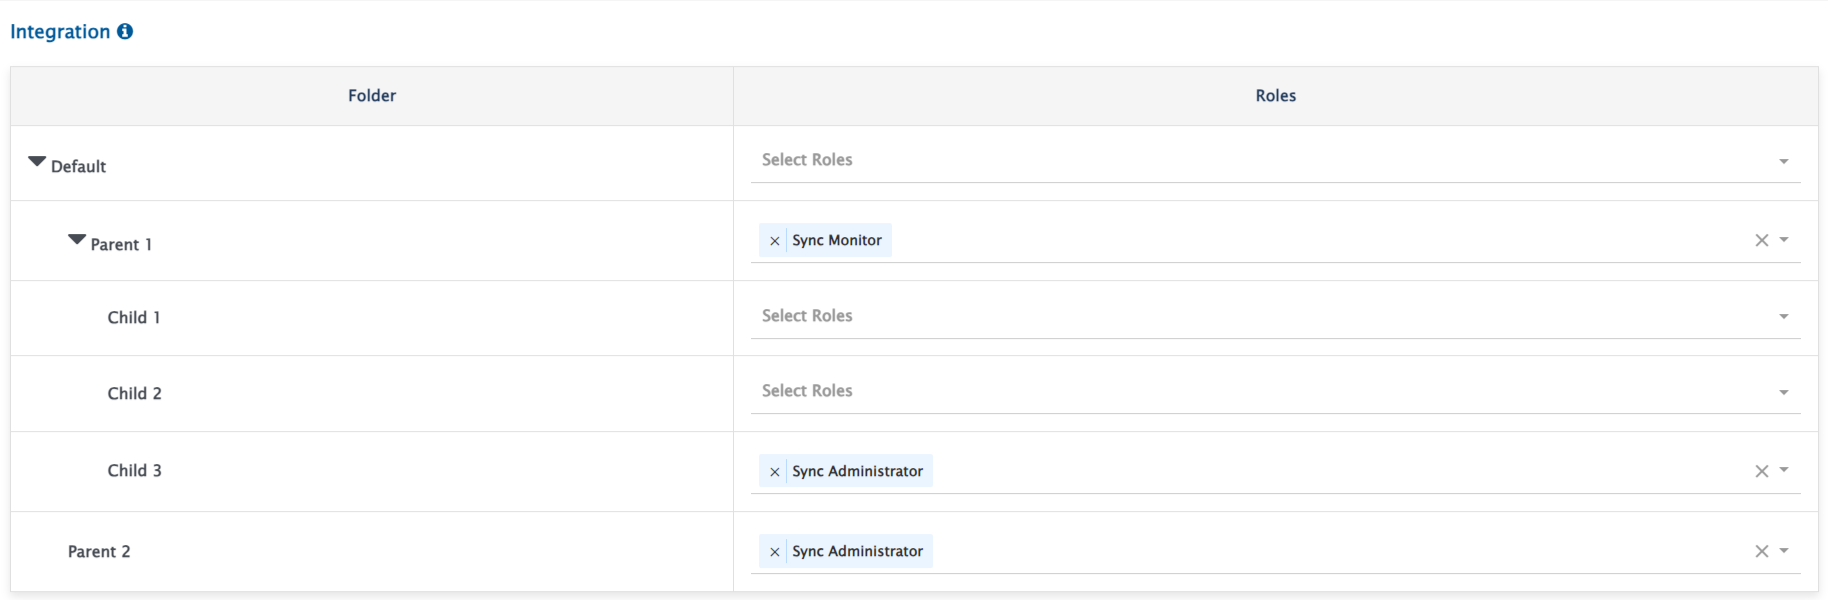 Integration
Folder Roles
Default Select Roles
Parent 1 Sync Monitor
Child 1 Select Roles
Child 2 Select Roles
Child 3 Sync Administrator
Parent 2 Sync Administrator